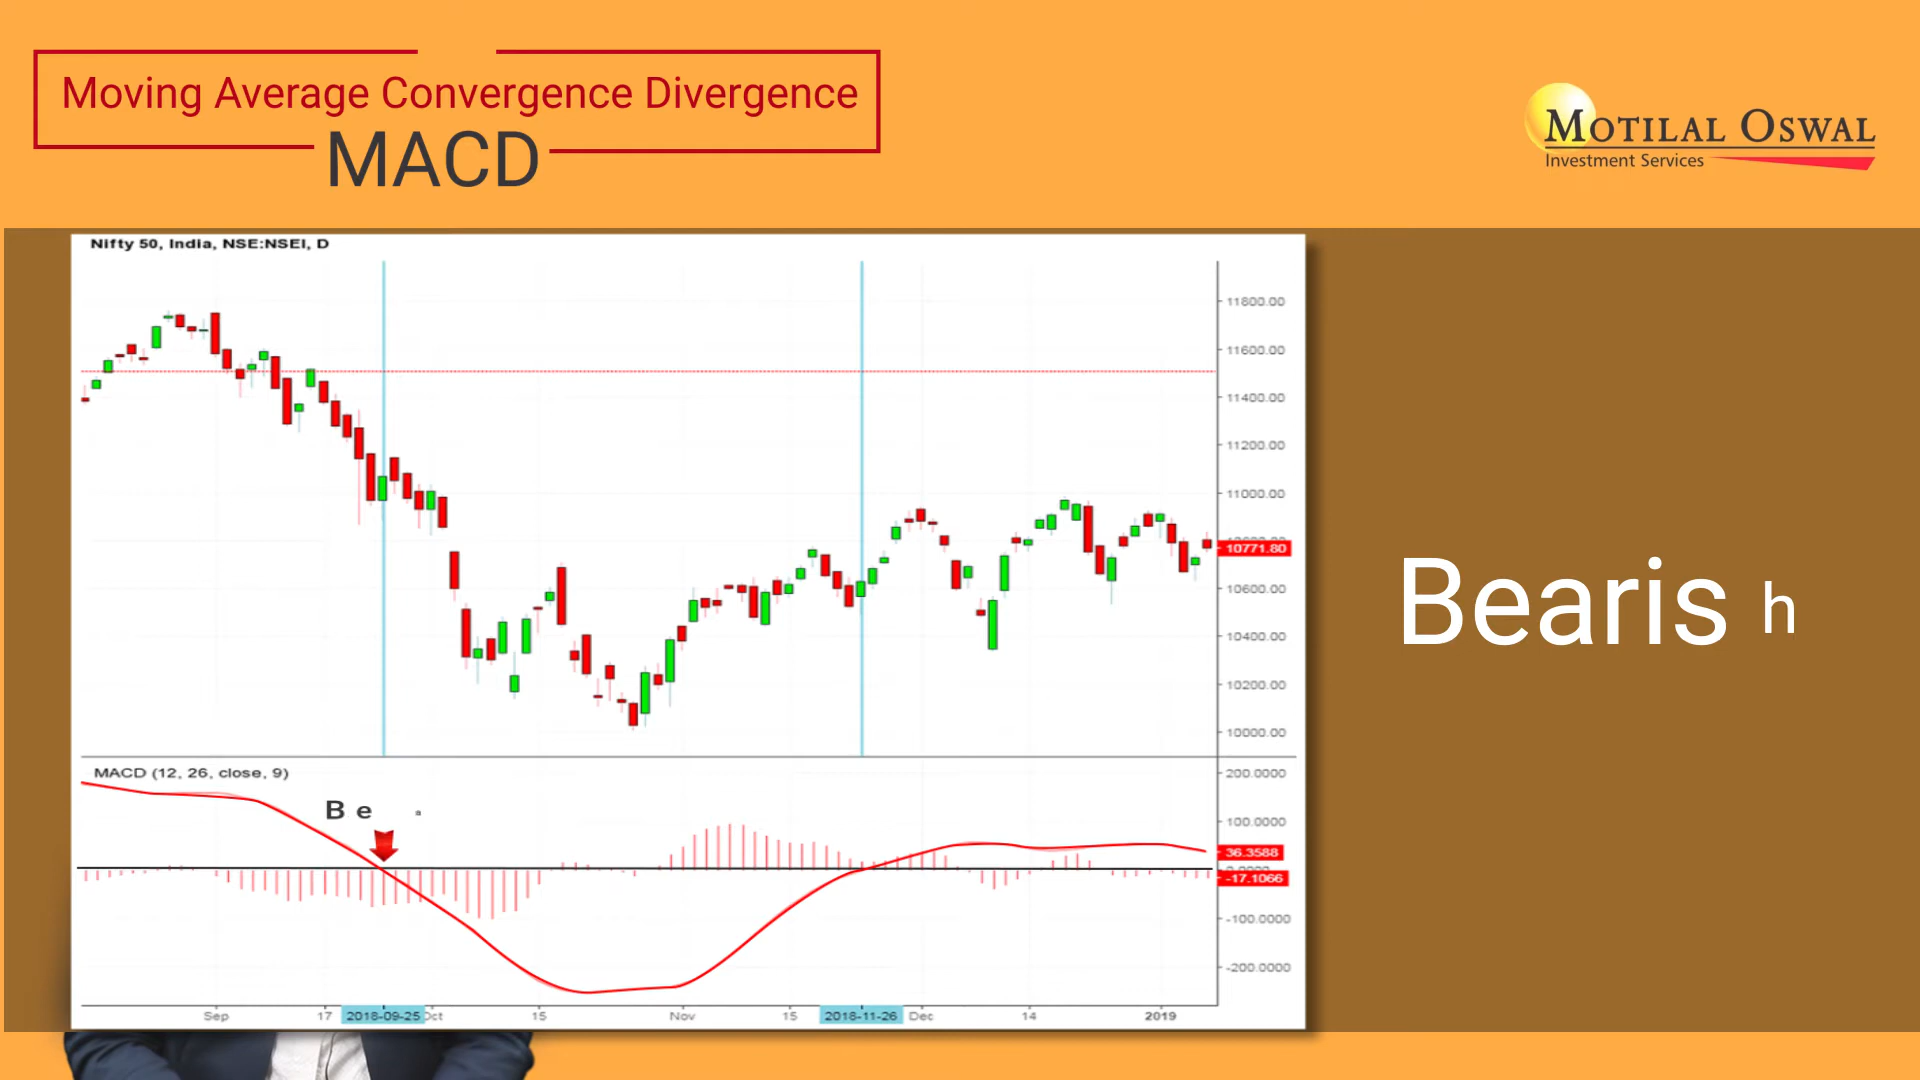 Moving Average Convergence Divergence
MACD
MOTILAL OSWAL
Investment Services
Nifty 50, India, NSE:NSEI, D
11800.00
11600.00
11400.00
11200.00
11000.00
10771.80
10600.00
10400.00
10200.00
10000.00
Bearis h
MACD (12, 26, close, 9)
200.0000
B e a
100.0000
36.3588
0.0000
-17.1066
-100.0000
-200.0000
Sep 17 2018-09-25 Oct 15 Nov 15 2018-11-26 Dec 14 2019